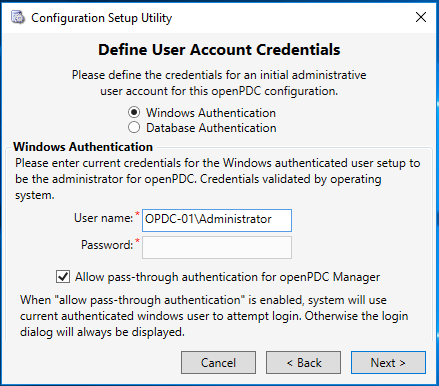 Configuration Setup Utility
Define User Account Credentials
Please define the credentials for an initial administrative
user account for this openPDC configuration.
Windows Authentication
Database Authentication
Windows Authentication
Please enter current credentials for the Windows authenticated user setup to
be the administrator for openPDC. Credentials validated by operating
system.
User name: * OPDC-01\Administrator
Password: *
Allow pass-through authentication for openPDC Manager
When "allow pass-through authentication" is enabled, system will use
current authenticated windows user to attempt login. Otherwise the login
dialog will always be displayed.
Cancel < Back Next >